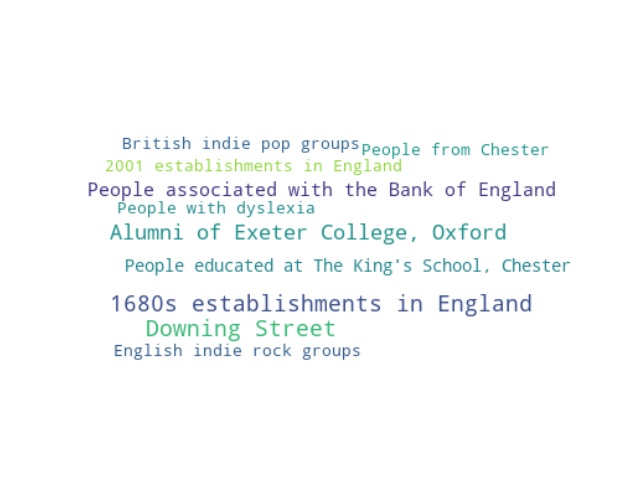 British indie pop groups
People from Chester
2001 establishments in England
People associated with the Bank of England
People with dyslexia
Alumni of Exeter College, Oxford
People educated at The King's School, Chester
1680s establishments in England
Downing Street
English indie rock groups